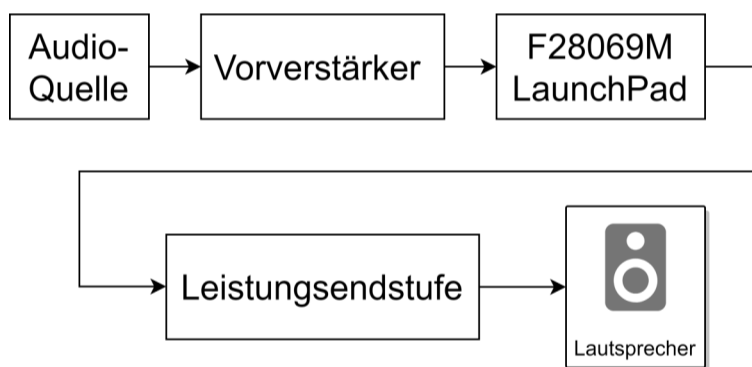 Audio-
Quelle
Vorverstärker
F28069M
LaunchPad
Leistungsendstufe
Lautsprecher